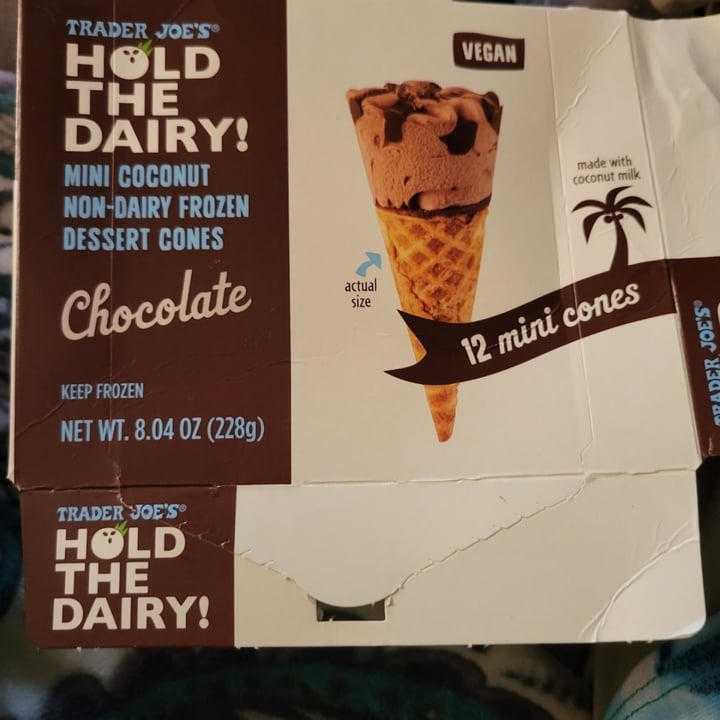 TRADER JOE'S®
HOLD
THE
DAIRY!
MINI COCONUT
NON-DAIRY FROZEN
DESSERT CONES
Chocolate
KEEP FROZEN
NET WT. 8.04 OZ (228g)
VEGAN
actual
size
made with
coconut milk
12 mini cones
TRADER JOE'S®
TRADER JOE'S®
HOLD
THE
DAIRY!